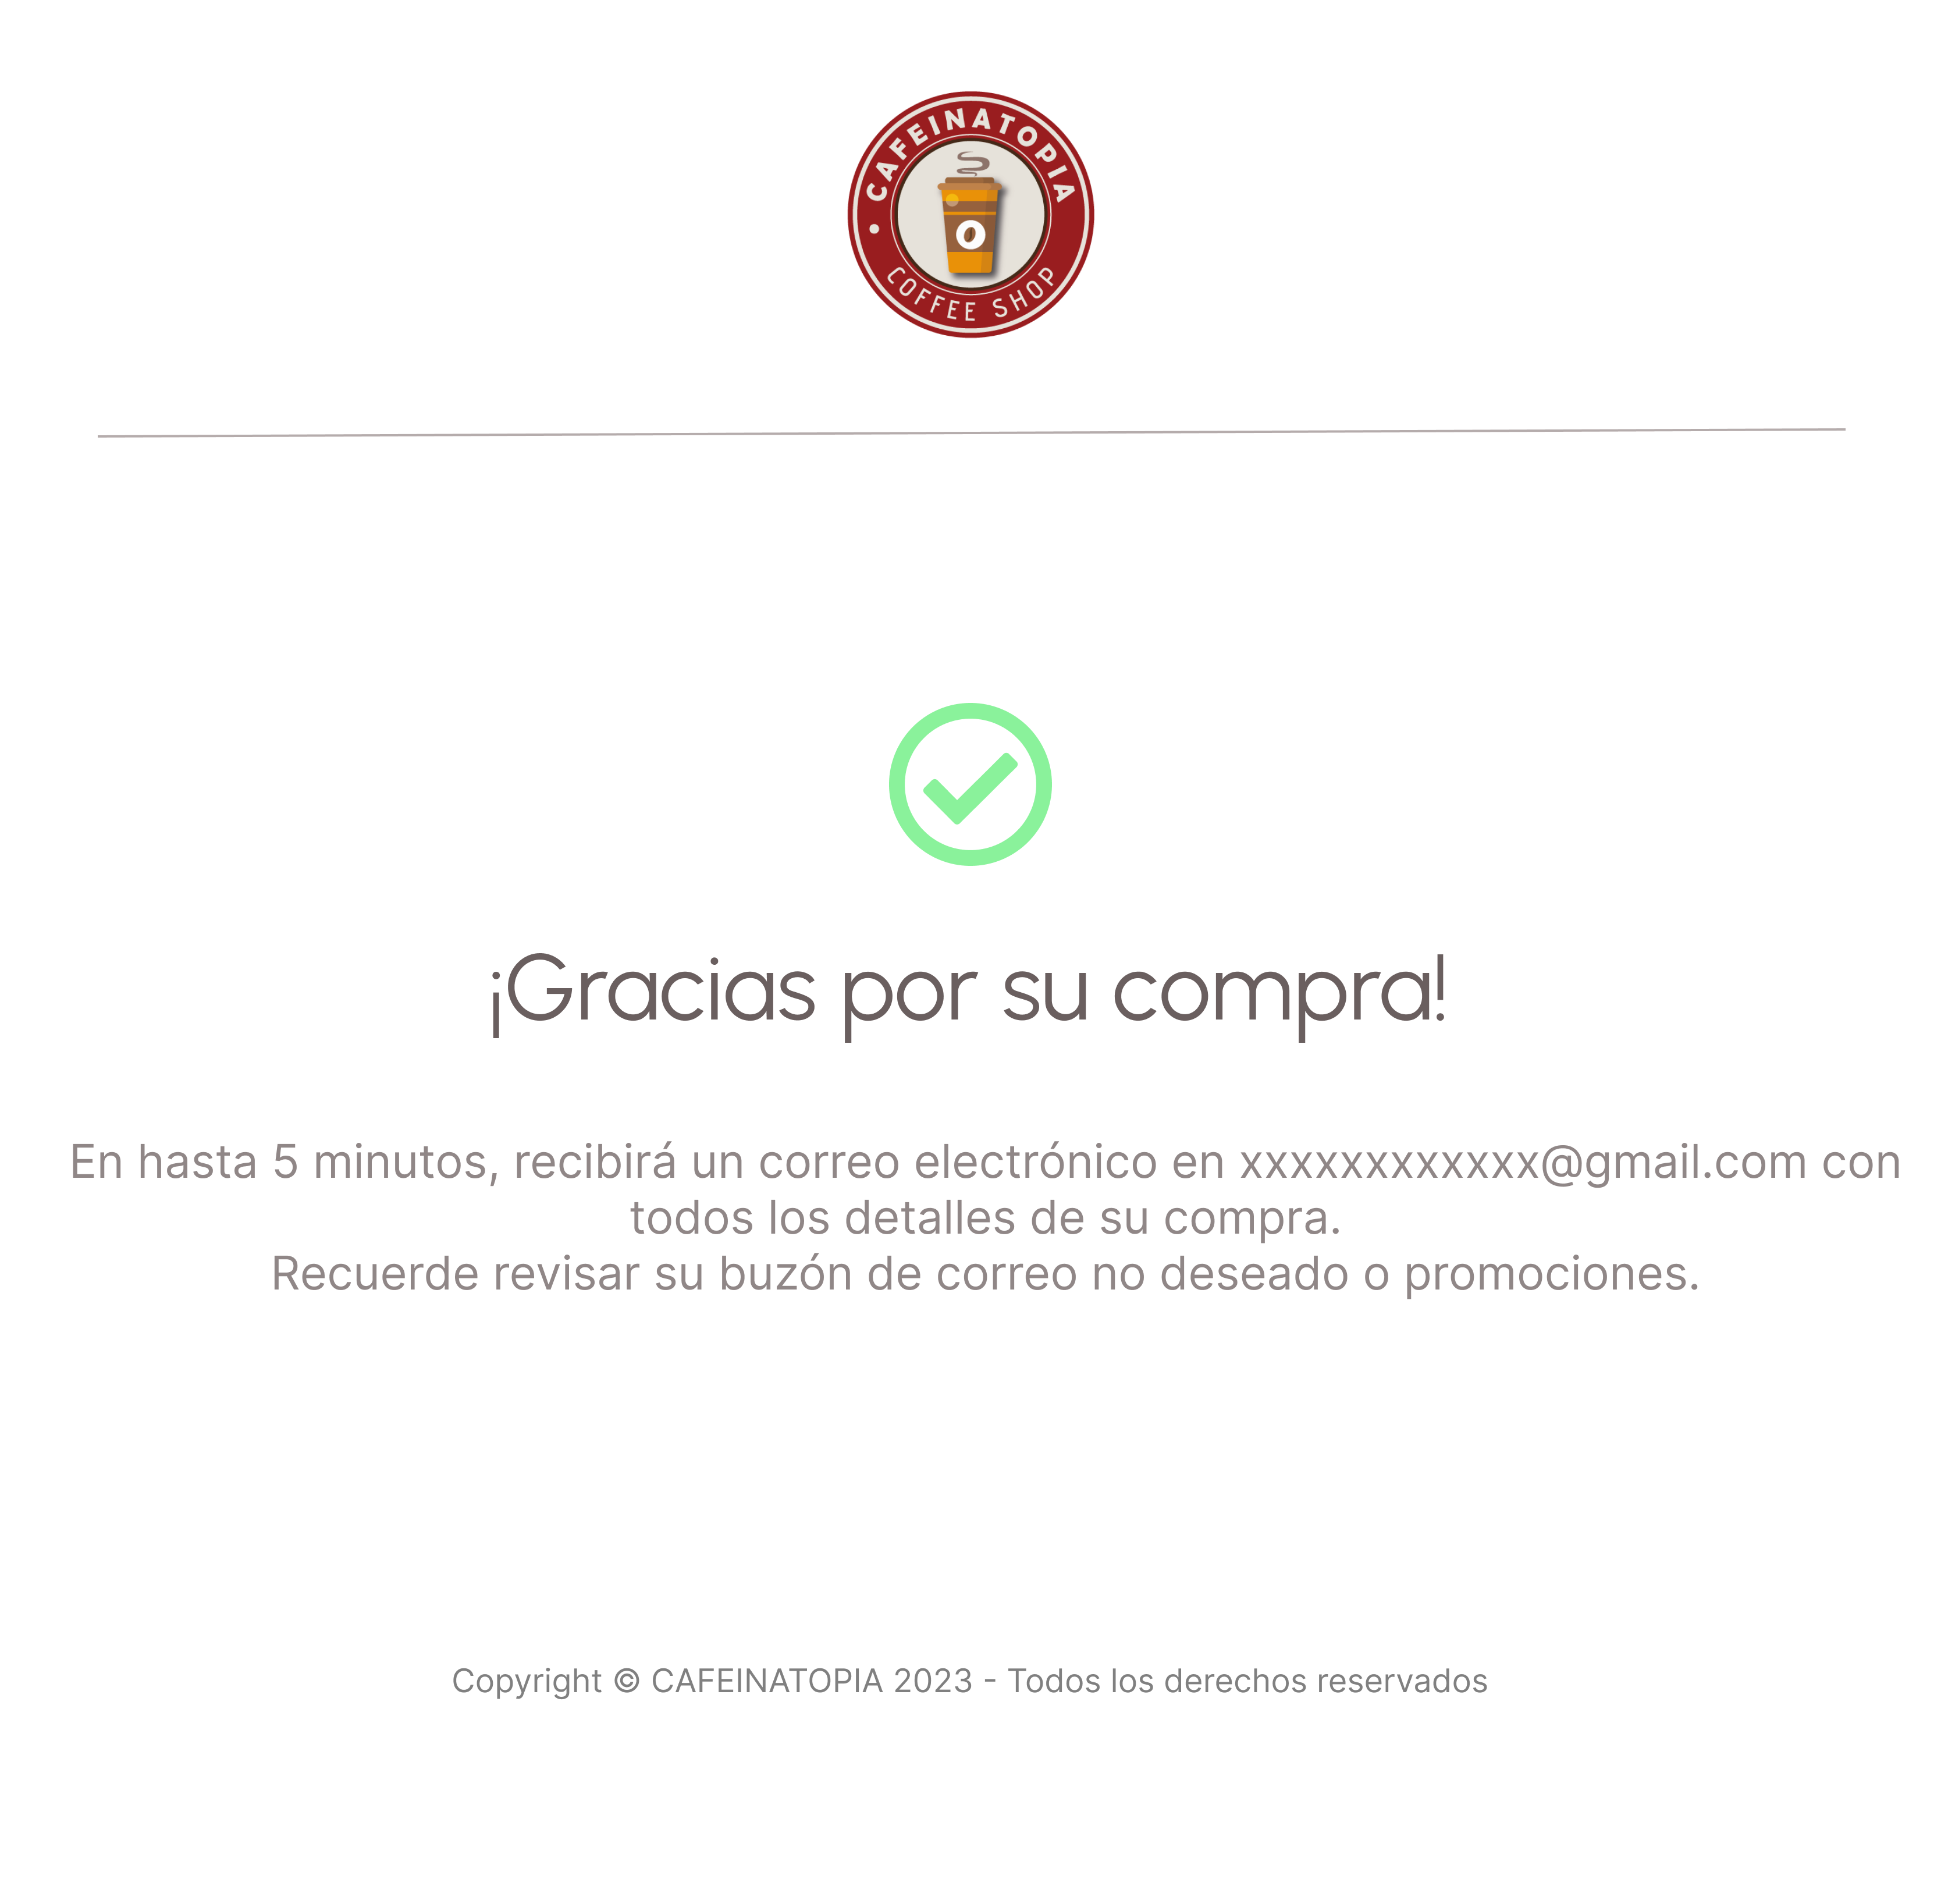 CAFEINATOPIA
COFFEE SHOP
¡Gracias por su compra!
En hasta 5 minutos, recibirá un correo electrónico en xxxxxxxxxxxx@gmail.com con
todos los detalles de su compra.
Recuerde revisar su buzón de correo no deseado o promociones.
Copyright © CAFEINATOPIA 2023 - Todos los derechos reservados